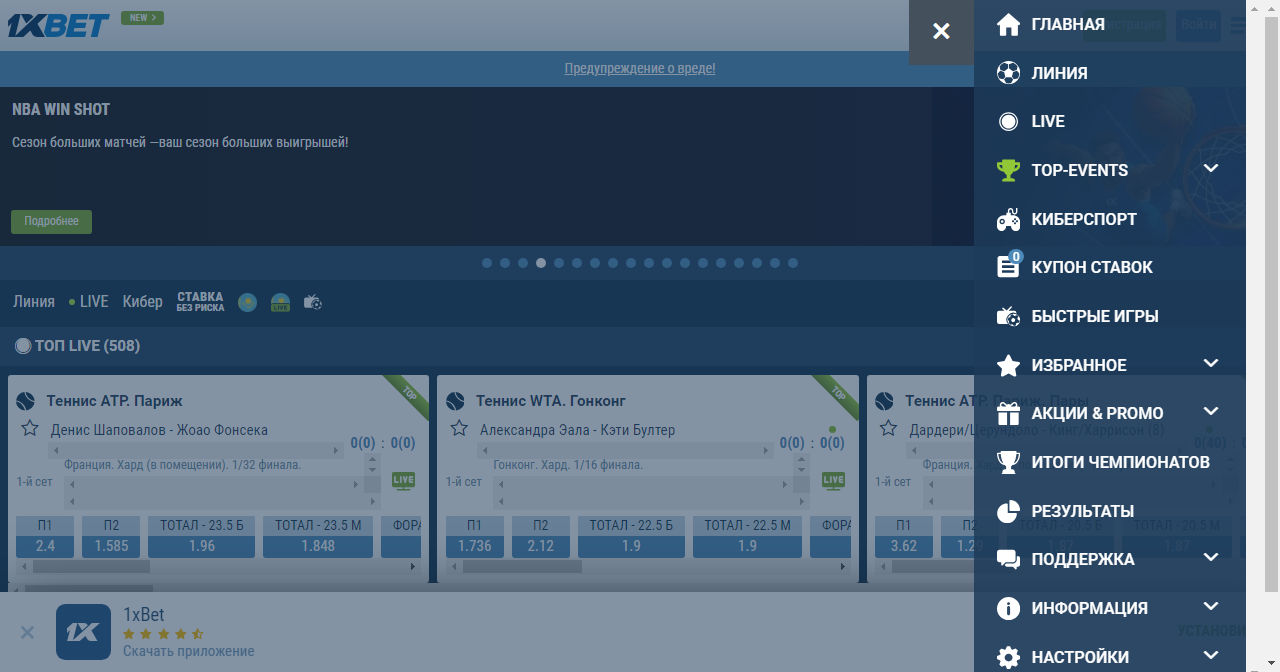 1XBET
NEW >
Войти
Предупреждение о вреде!
NBA WIN SHOT
Сезон больших матчей —ваш сезон больших выигрышей!
Подробнее
Линия
LIVE
Кибер
СТАВКА
БЕЗ РИСКА
LIVE
ТОП LIVE (508)
Теннис ATP. Париж
TOP
Денис Шаповалов - Жоао Фонсека
0(0) : 0(0)
Франция. Хард (в помещении). 1/32 финала.
1-й сет
LIVE
П1
П2
ТОТАЛ - 23.5 Б
ТОТАЛ - 23.5 М
ФОРА
2.4
1.585
1.96
1.848
Теннис WTA. Гонконг
TOP
Александра Эала - Кэти Бултер
0(0) : 0(0)
Гонконг. Хард. 1/16 финала.
1-й сет
LIVE
П1
П2
ТОТАЛ - 22.5 Б
ТОТАЛ - 22.5 М
ФОРА
1.736
2.12
1.9
1.9
Теннис ATP. Париж. Пары
Дардери/Церундоло - Кинг/Харрисон (8)
0(40) : 0
Франция.
1-й сет
П1
П2
ТОТАЛ - 20.5 Б
ТОТАЛ - 20.5 М
3.62
1.29
1.87
1.87
1xBet
Скачать приложение
УСТАНОВИ
ГЛАВНАЯ
ЛИНИЯ
LIVE
TOP-EVENTS
КИБЕРСПОРТ
0
КУПОН СТАВОК
БЫСТРЫЕ ИГРЫ
ИЗБРАННОЕ
АКЦИИ & PROMO
ИТОГИ ЧЕМПИОНАТОВ
РЕЗУЛЬТАТЫ
ПОДДЕРЖКА
ИНФОРМАЦИЯ
НАСТРОЙКИ